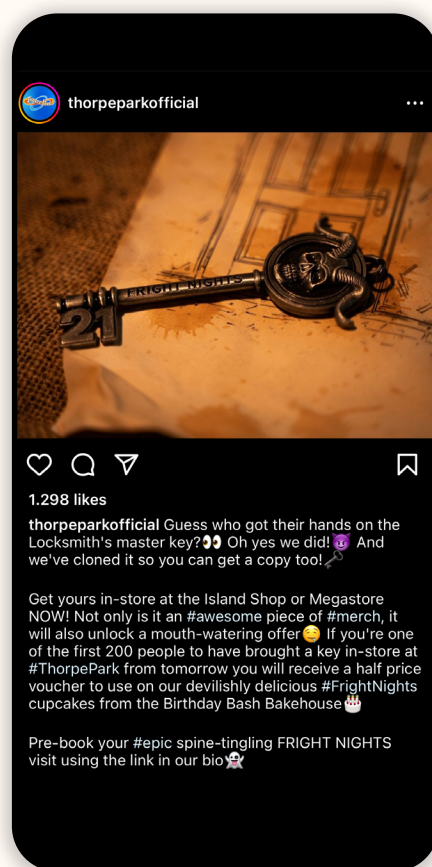 thorpeparkofficial
FRIGHT NIGHTS
21
1.298 likes
thorpeparkofficial Guess who got their hands on the
Locksmith's master key?👀 Oh yes we did!😈 And
we've cloned it so you can get a copy too!🗝️
Get yours in-store at the Island Shop or Megastore
NOW! Not only is it an #awesome piece of #merch, it
will also unlock a mouth-watering offer🤤 If you're one
of the first 200 people to have brought a key in-store at
#ThorpePark from tomorrow you will receive a half price
voucher to use on our devilishly delicious #FrightNights
cupcakes from the Birthday Bash Bakehouse🎂
Pre-book your #epic spine-tingling FRIGHT NIGHTS
visit using the link in our bio👻